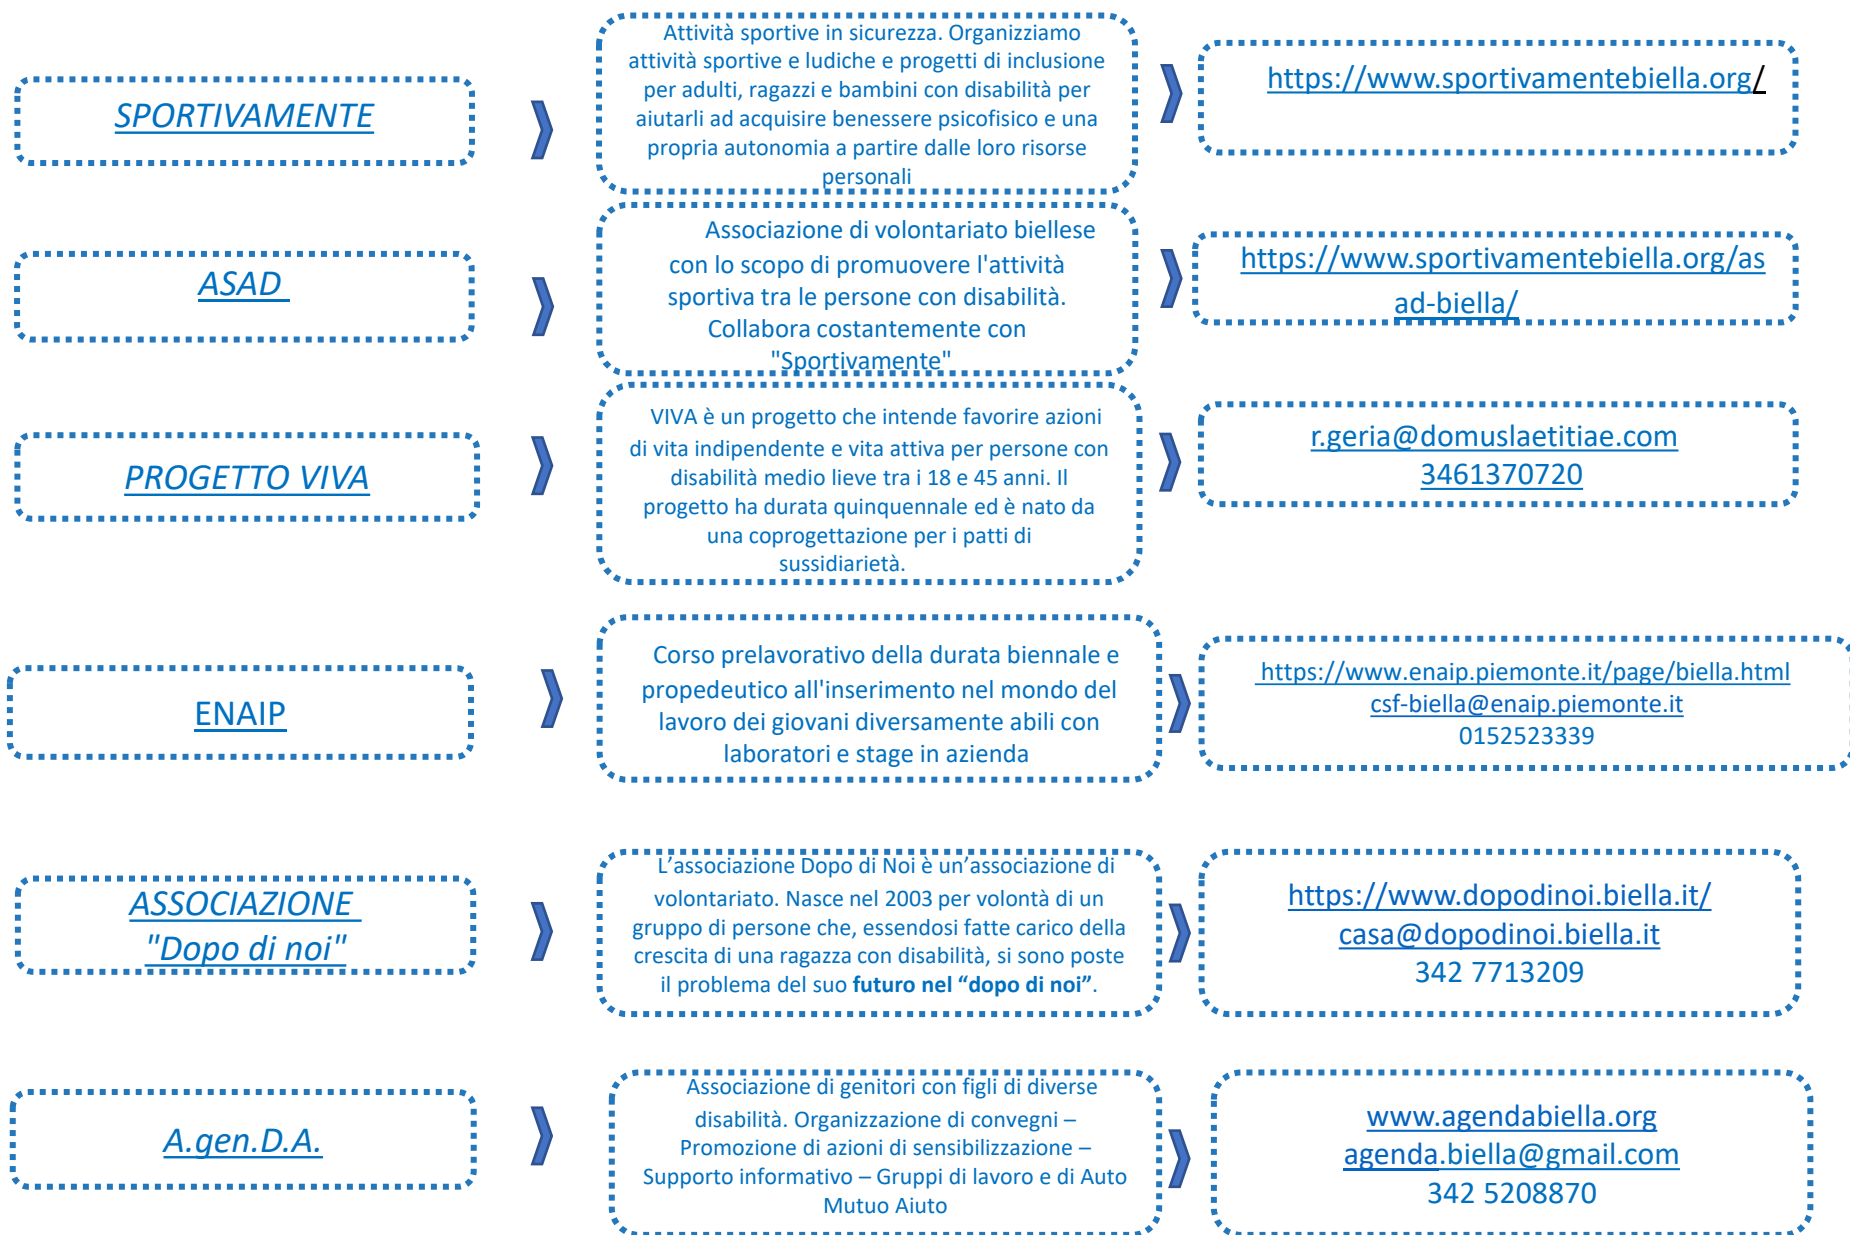 SPORTIVAMENTE
Attività sportive in sicurezza. Organizziamo
attività sportive e ludiche e progetti di inclusione
per adulti, ragazzi e bambini con disabilità per
aiutarli ad acquisire benessere psicofisico e una
propria autonomia a partire dalle loro risorse
personali
https://www.sportivamentebiella.org/
ASAD
Associazione di volontariato biellese
con lo scopo di promuovere l'attività
sportiva tra le persone con disabilità.
Collabora costantemente con
"Sportivamente"
https://www.sportivamentebiella.org/as
ad-biella/
PROGETTO VIVA
VIVA è un progetto che intende favorire azioni
di vita indipendente e vita attiva per persone con
disabilità medio lieve tra i 18 e 45 anni. Il
progetto ha durata quinquennale ed è nato da
una coprogettazione per i patti di
sussidiarietà.
r.geria@domuslaetitiae.com
3461370720
ENAIP
Corso prelavorativo della durata biennale e
propedeutico all'inserimento nel mondo del
lavoro dei giovani diversamente abili con
laboratori e stage in azienda
https://www.enaip.piemonte.it/page/biella.html
csf-biella@enaip.piemonte.it
0152523339
ASSOCIAZIONE
"Dopo di noi"
L’associazione Dopo di Noi è un’associazione di
volontariato. Nasce nel 2003 per volontà di un
gruppo di persone che, essendosi fatte carico della
crescita di una ragazza con disabilità, si sono poste
il problema del suo futuro nel “dopo di noi”.
https://www.dopodinoi.biella.it/
casa@dopodinoi.biella.it
342 7713209
A.gen.D.A.
Associazione di genitori con figli di diverse
disabilità. Organizzazione di convegni –
Promozione di azioni di sensibilizzazione –
Supporto informativo – Gruppi di lavoro e di Auto
Mutuo Aiuto
www.agendabiella.org
agenda.biella@gmail.com
342 5208870